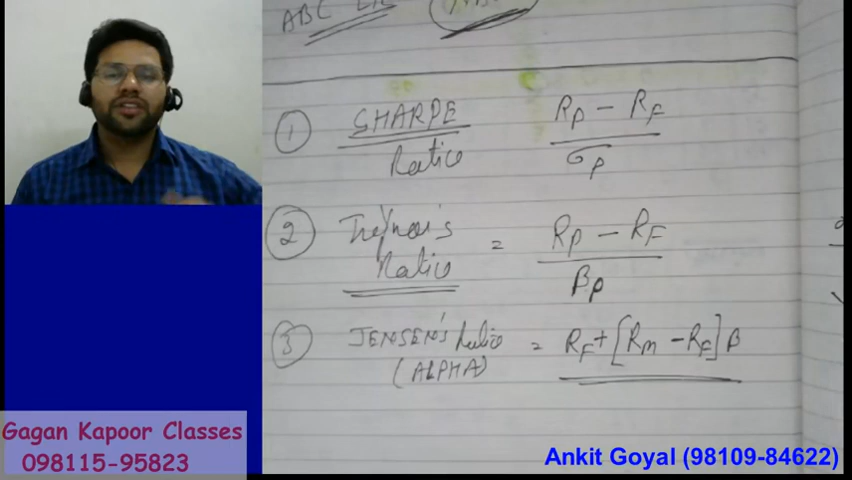 ABC
① SHARPE Ratio Rp - RF / σp
② Treynor's Ratio = Rp - RF / βp
③ JENSEN'S Ratio = RF + [Rm - RF] β
(ALPHA)
Gagan Kapoor Classes
098115-95823
Ankit Goyal (98109-84622)